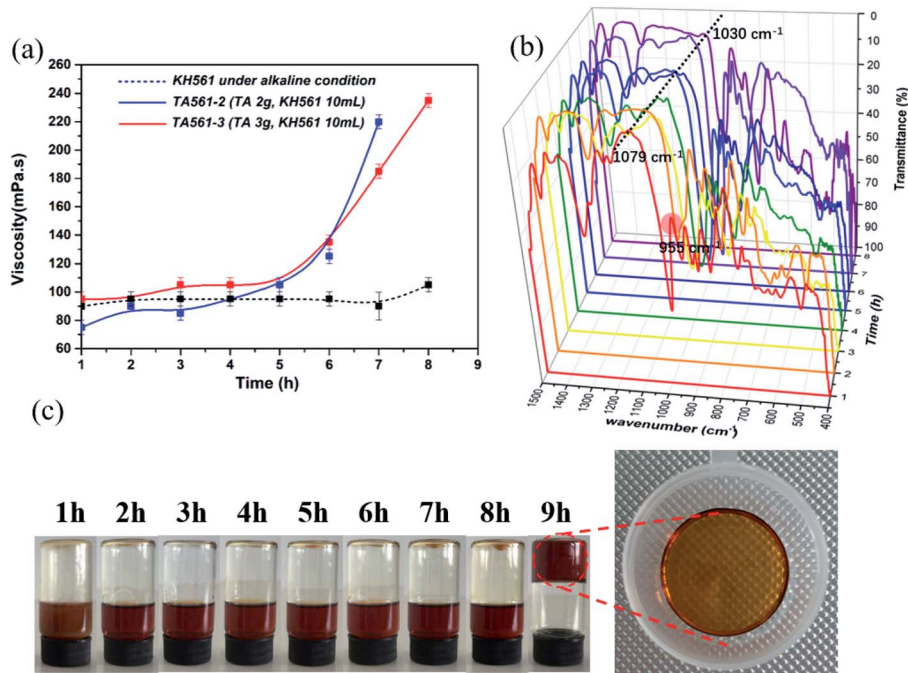 (a)
260
240
220
200
180
160
140
120
100
80
60
Viscosity(mPa.s)
KH561 under alkaline condition
TA561-2 (TA 2g, KH561 10mL)
TA561-3 (TA 3g, KH561 10mL)
1 2 3 4 5 6 7 8 9
Time (h)
(b)
1030 cm⁻¹
1079 cm⁻¹
955 cm⁻¹
0
10
20
30
40
50
60
70
80
90
100
Transmittance (%)
8
7
6
5
4
3
2
1
Time (h)
1500 1400 1300 1200 1100 1000 900 800 700 600 500 400
wavenumber (cm⁻¹)
(c)
1h 2h 3h 4h 5h 6h 7h 8h 9h